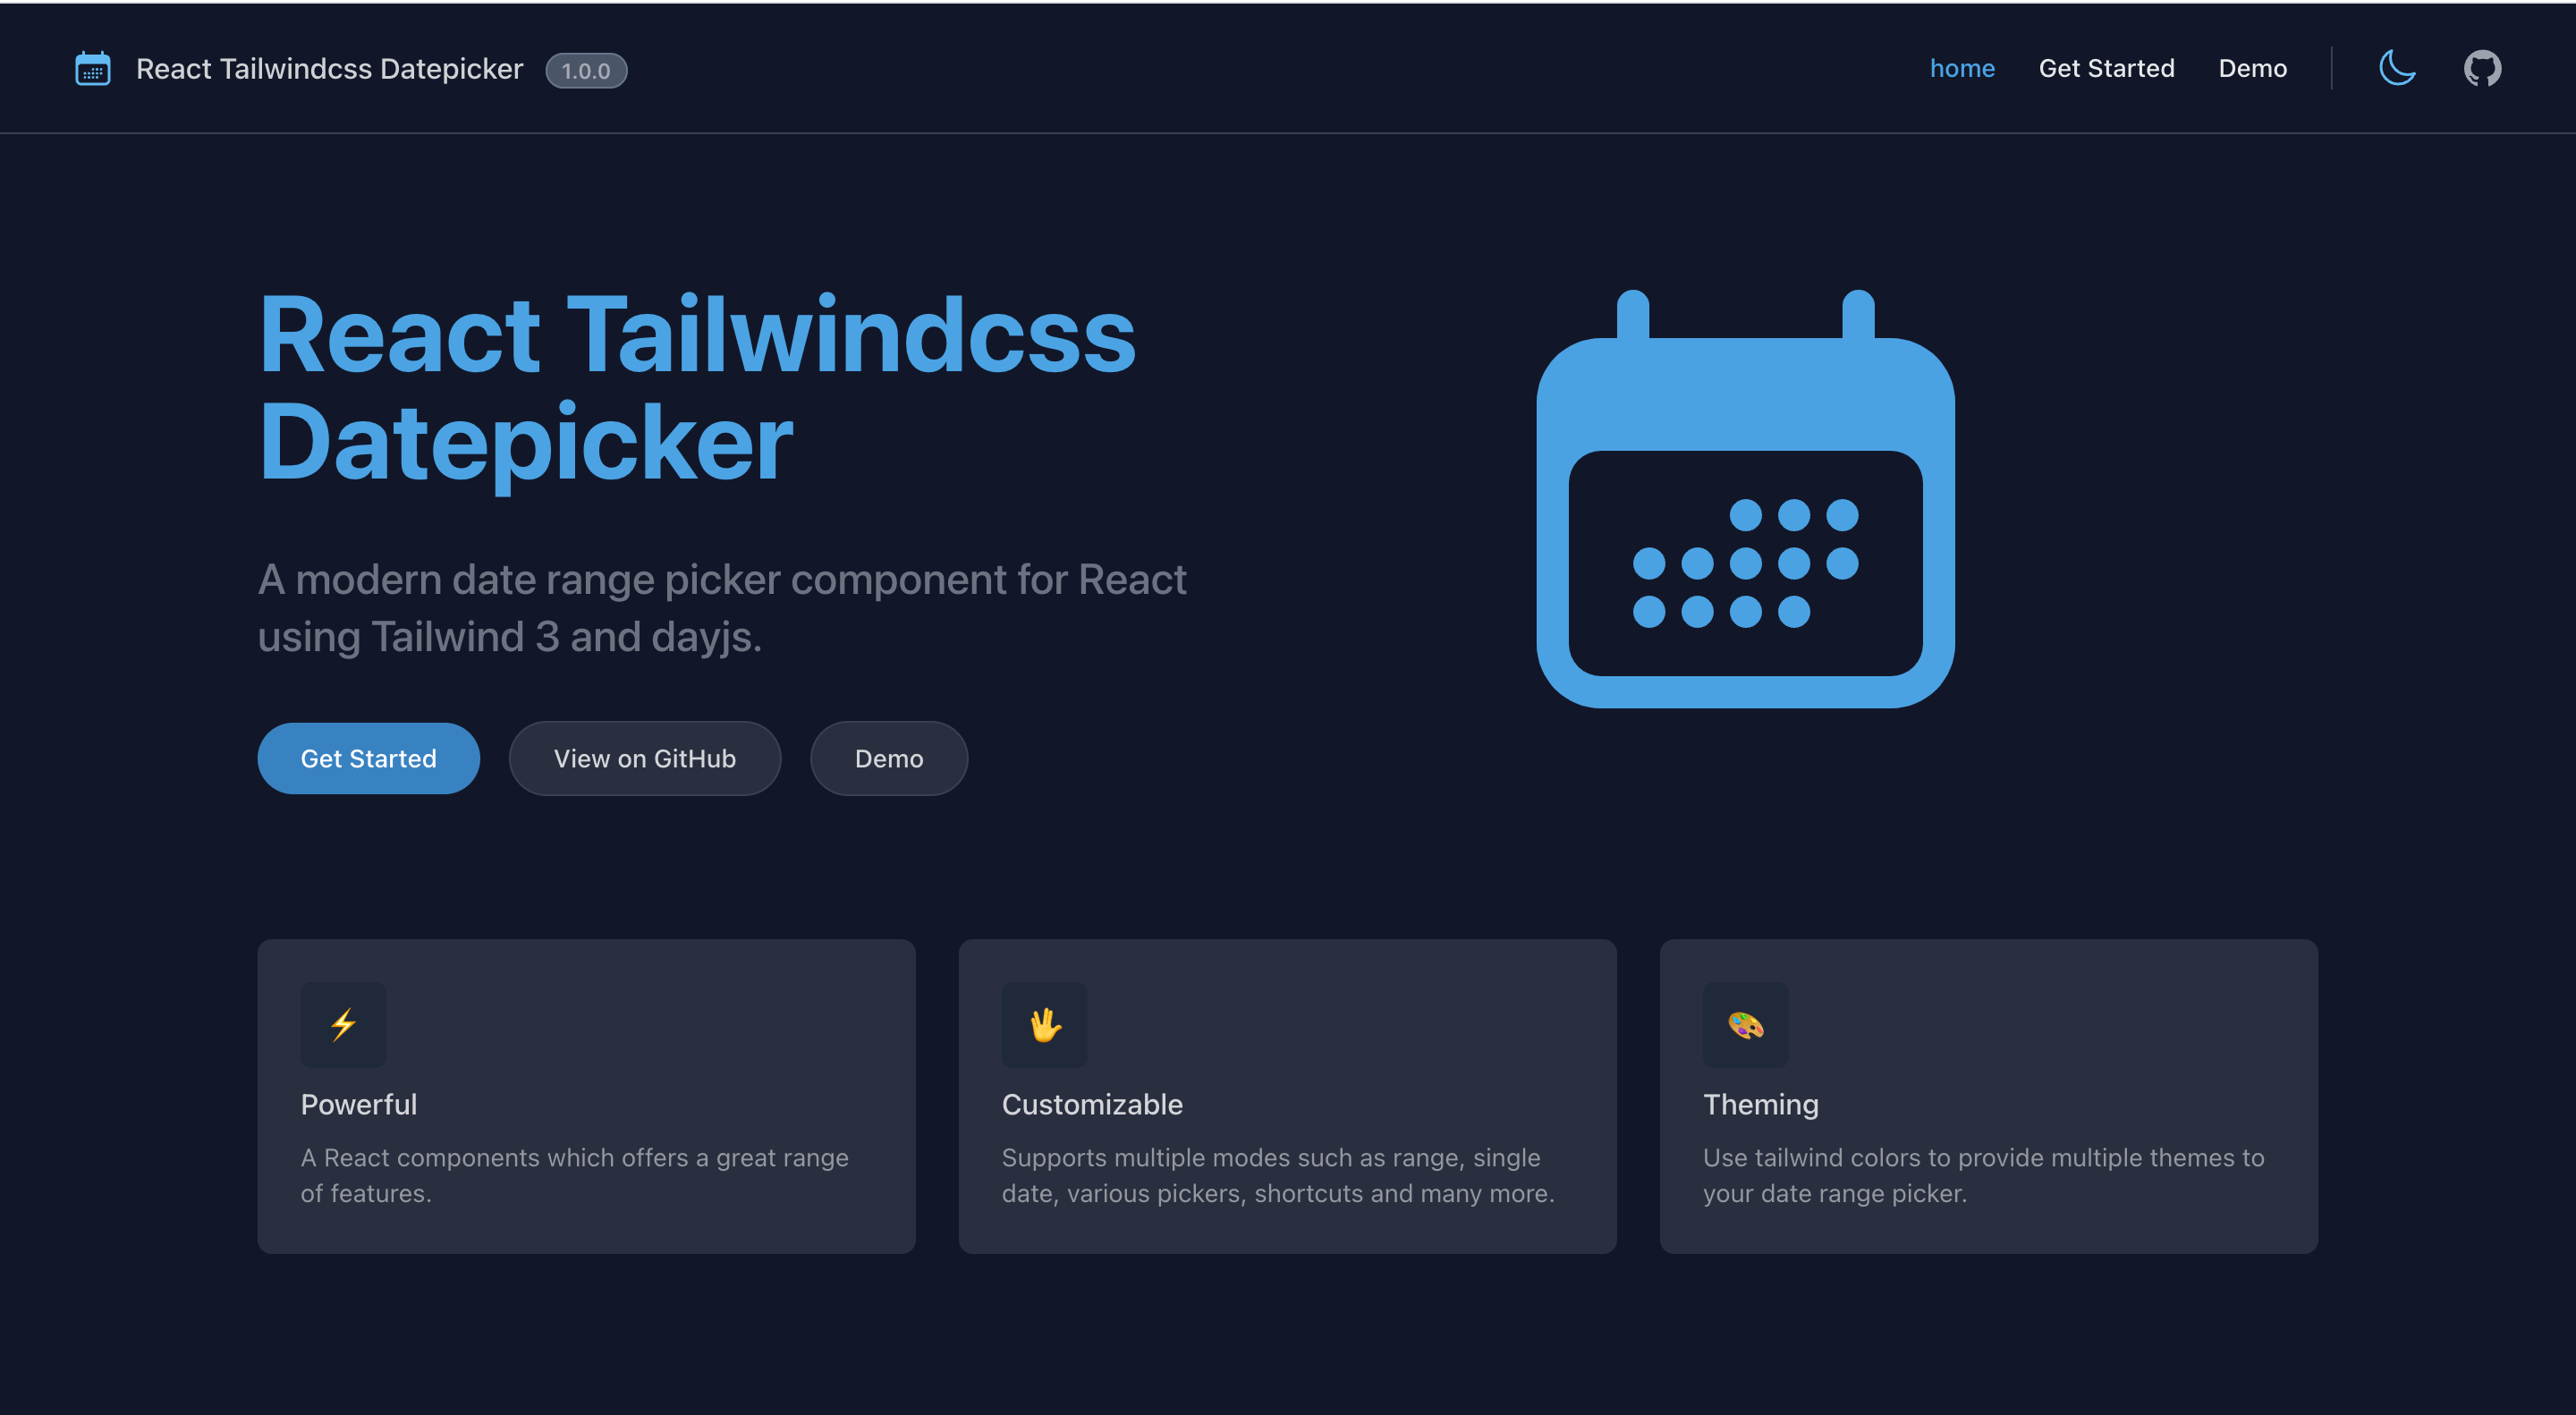 React Tailwindcss Datepicker 1.0.0 home Get Started Demo
React Tailwindcss
Datepicker
A modern date range picker component for React
using Tailwind 3 and dayjs.
Get Started View on GitHub Demo
Powerful
A React components which offers a great range
of features.
Customizable
Supports multiple modes such as range, single
date, various pickers, shortcuts and many more.
Theming
Use tailwind colors to provide multiple themes to
your date range picker.